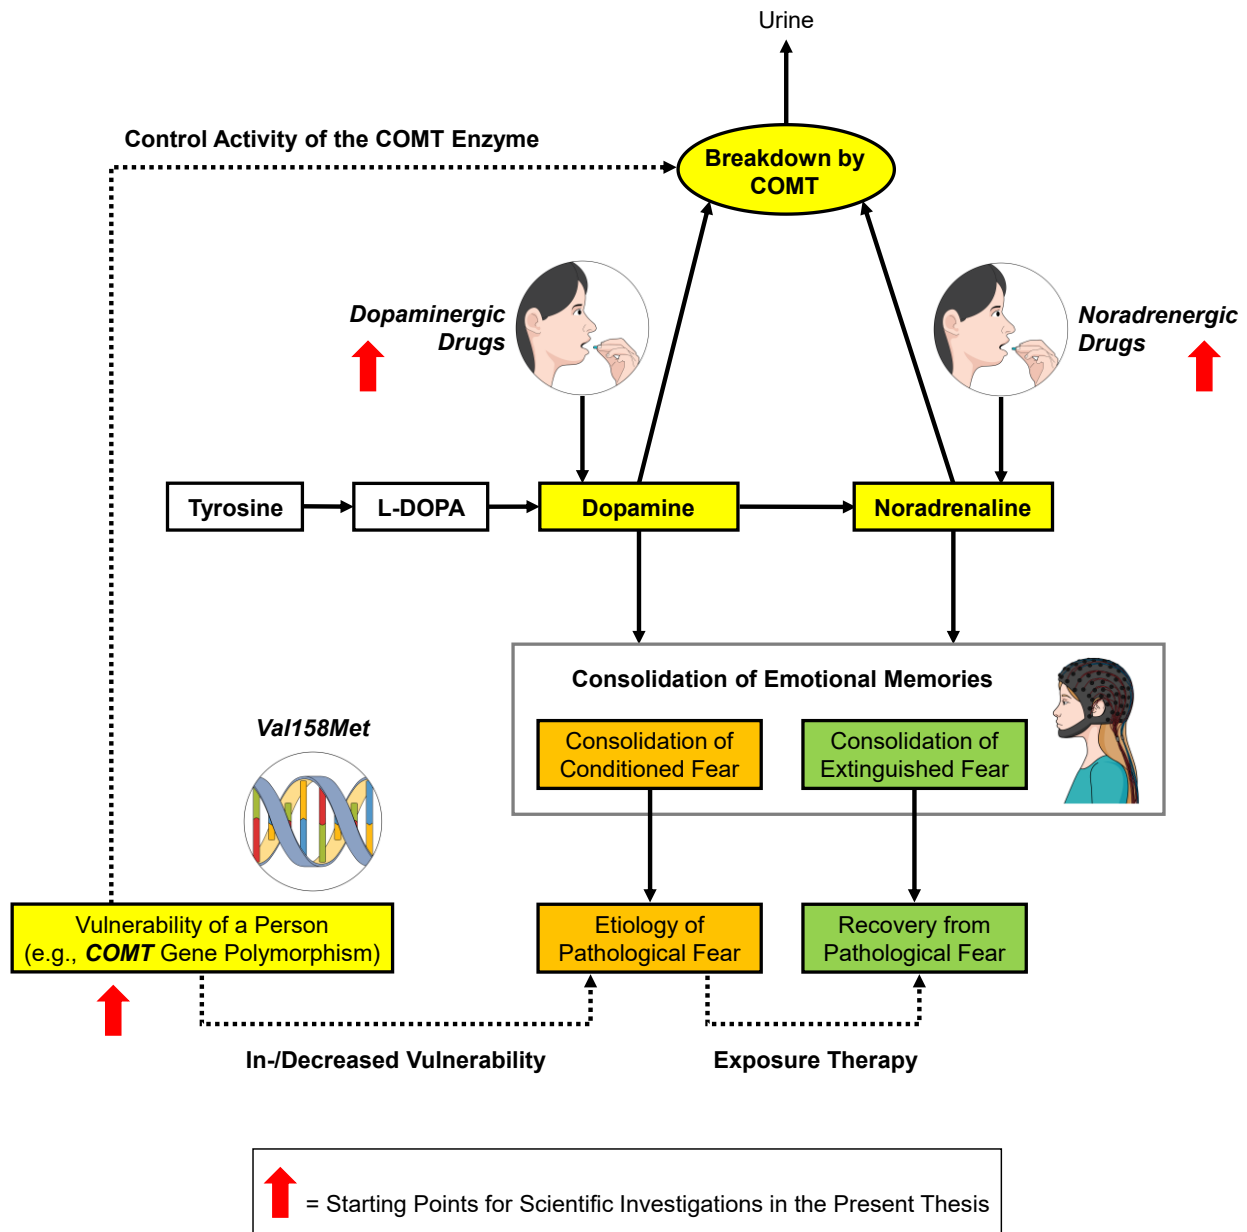 Urine
Control Activity of the COMT Enzyme
Breakdown by
COMT
Dopaminergic
Drugs
Noradrenergic
Drugs
Tyrosine
L-DOPA
Dopamine
Noradrenaline
Consolidation of Emotional Memories
Val158Met
Consolidation of
Conditioned Fear
Consolidation of
Extinguished Fear
Vulnerability of a Person
(e.g., COMT Gene Polymorphism)
Etiology of
Pathological Fear
Recovery from
Pathological Fear
In-/Decreased Vulnerability
Exposure Therapy
= Starting Points for Scientific Investigations in the Present Thesis